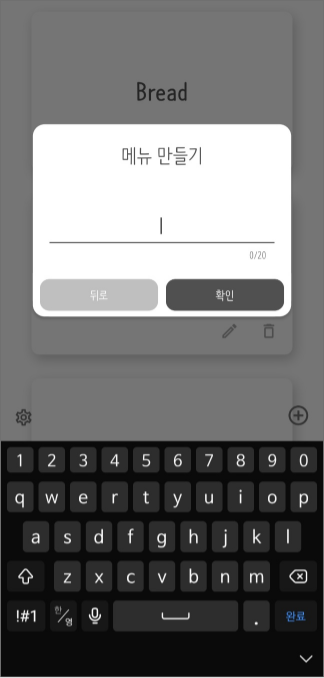 Bread
메뉴 만들기
0/20
뒤로 확인
1 2 3 4 5 6 7 8 9 0
q w e r t y u i o p
a s d f g h j k l
z x c v b n m
!#1 한/영 . 완료